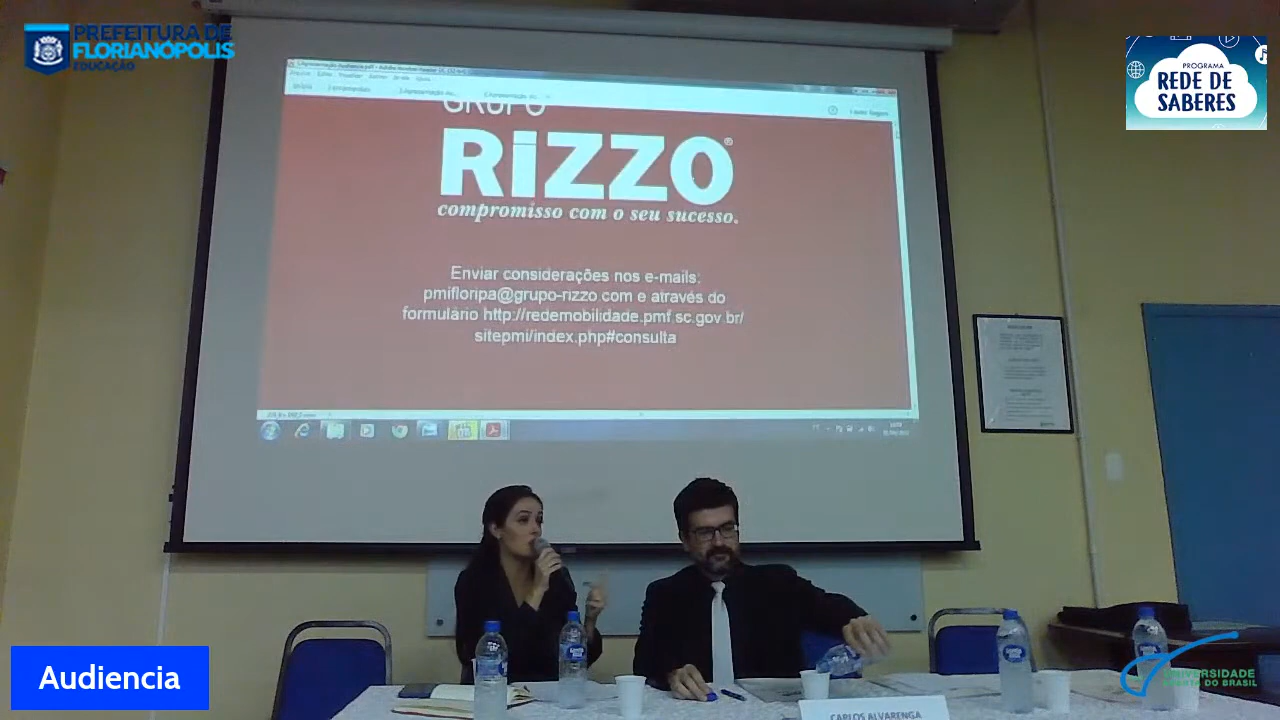 PREFEITURA DE
FLORIANÓPOLIS
EDUCAÇÃO
PROGRAMA
REDE DE
SABERES
GRUPO
RIZZO®
compromisso com o seu sucesso.
Enviar considerações nos e-mails:
pmifloripa@grupo-rizzo.com e através do
formulário http://redemobilidade.pmf.sc.gov.br/
sitepmi/index.php#consulta
Audiencia
CARLOS ALVARENGA
UNIVERSIDADE
ABERTA DO BRASIL